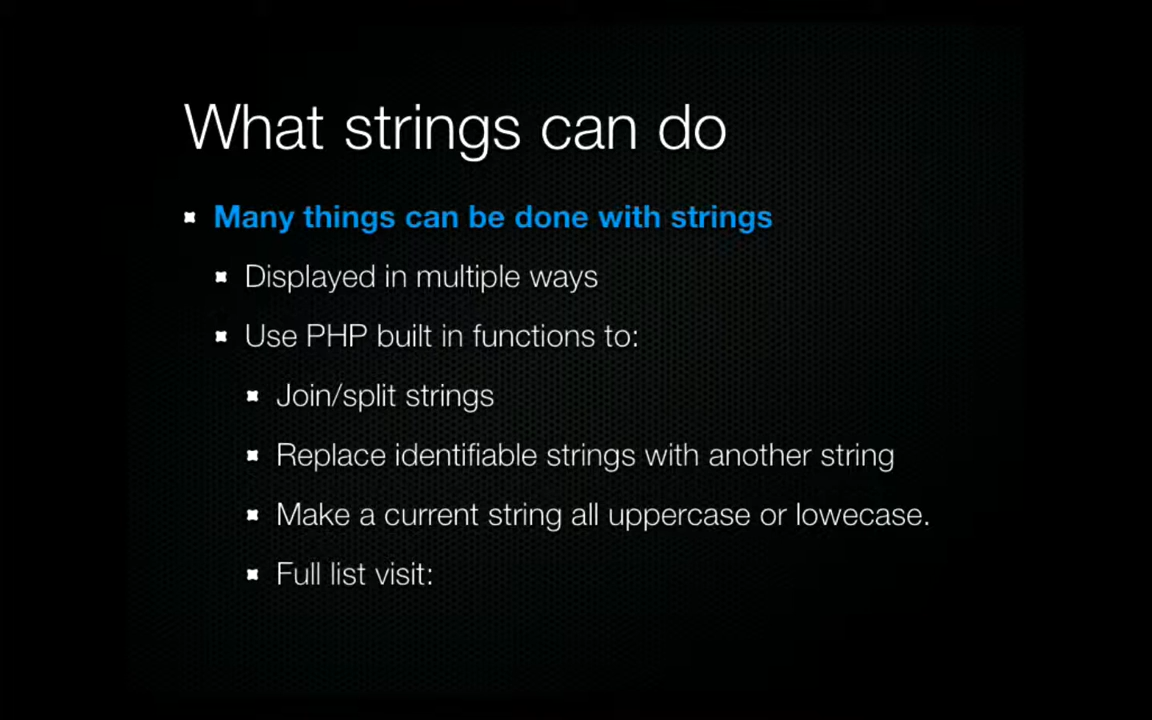 What strings can do
Many things can be done with strings
Displayed in multiple ways
Use PHP built in functions to:
Join/split strings
Replace identifiable strings with another string
Make a current string all uppercase or lowecase.
Full list visit: